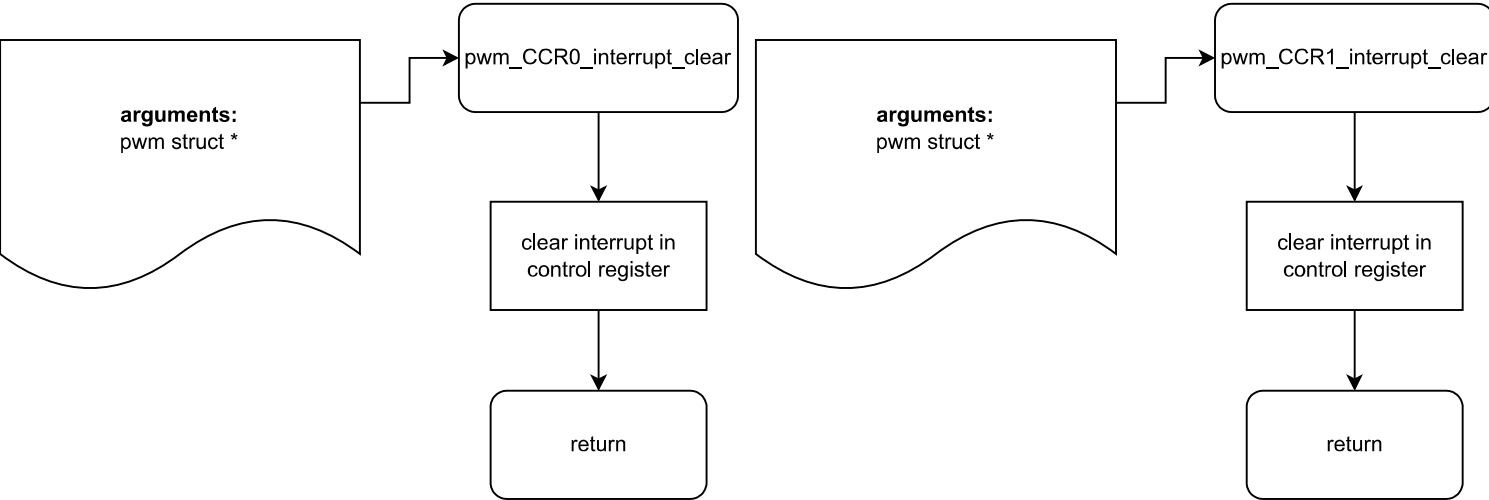 pwm_CCR0_interrupt_clear
arguments:
pwm struct *
clear interrupt in
control register
return
pwm_CCR1_interrupt_clear
arguments:
pwm struct *
clear interrupt in
control register
return